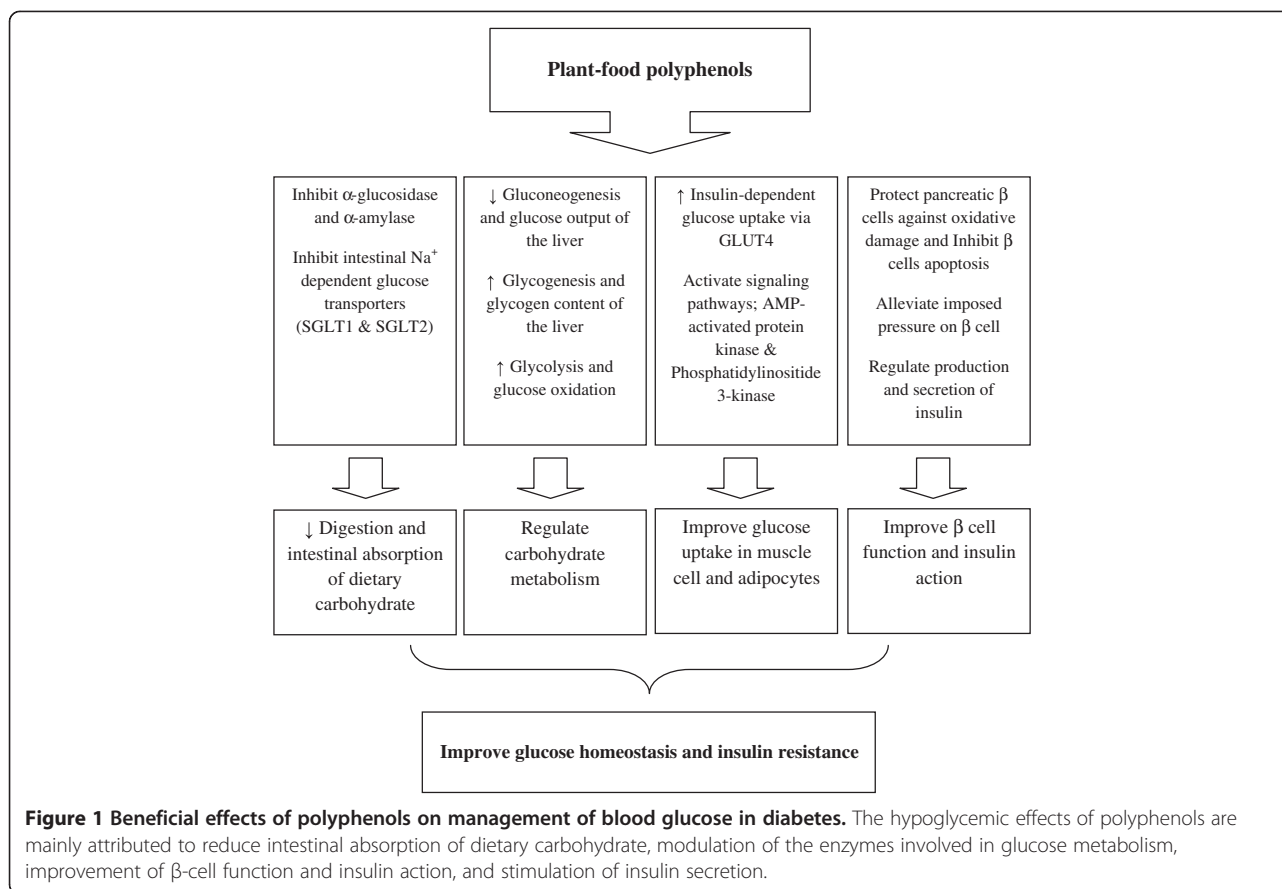 Plant-food polyphenols
Inhibit α-glucosidase
and α-amylase
Inhibit intestinal Na+
dependent glucose
transporters
(SGLT1 & SGLT2)
↓ Gluconeogenesis
and glucose output of
the liver
↑ Glycogenesis and
glycogen content of
the liver
↑ Glycolysis and
glucose oxidation
↑ Insulin-dependent
glucose uptake via
GLUT4
Activate signaling
pathways; AMP-
activated protein
kinase &
Phosphatidylinositide
3-kinase
Protect pancreatic β
cells against oxidative
damage and Inhibit β
cells apoptosis
Alleviate imposed
pressure on β cell
Regulate production
and secretion of
insulin
↓ Digestion and
intestinal absorption
of dietary
carbohydrate
Regulate
carbohydrate
metabolism
Improve glucose
uptake in muscle
cell and adipocytes
Improve β cell
function and insulin
action
Improve glucose homeostasis and insulin resistance
Figure 1 Beneficial effects of polyphenols on management of blood glucose in diabetes. The hypoglycemic effects of polyphenols are
mainly attributed to reduce intestinal absorption of dietary carbohydrate, modulation of the enzymes involved in glucose metabolism,
improvement of β-cell function and insulin action, and stimulation of insulin secretion.